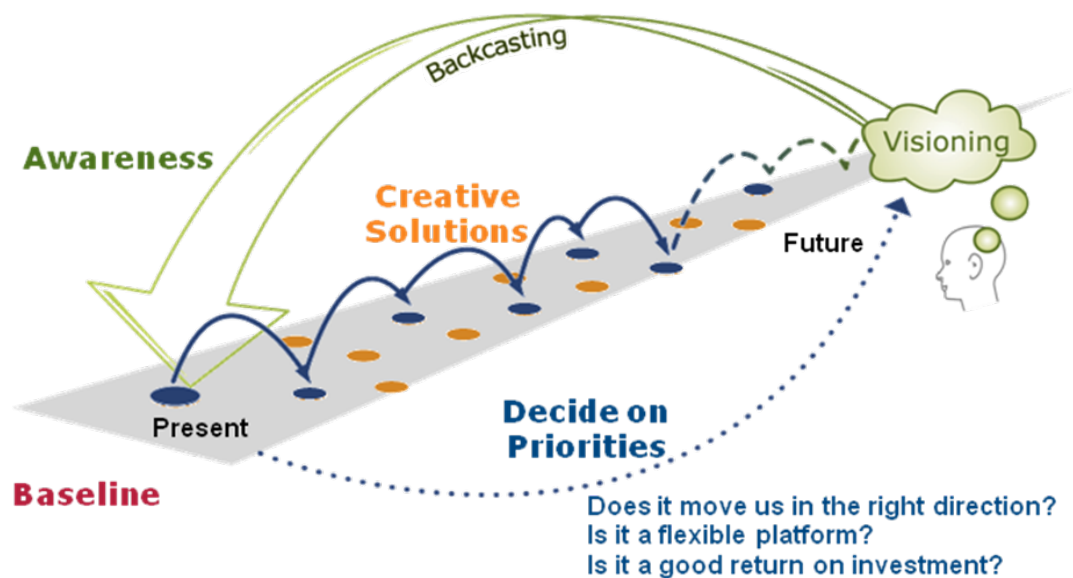 Backcasting
Visioning
Awareness
Creative
Solutions
Future
Present
Decide on
Priorities
Baseline
Does it move us in the right direction?
Is it a flexible platform?
Is it a good return on investment?